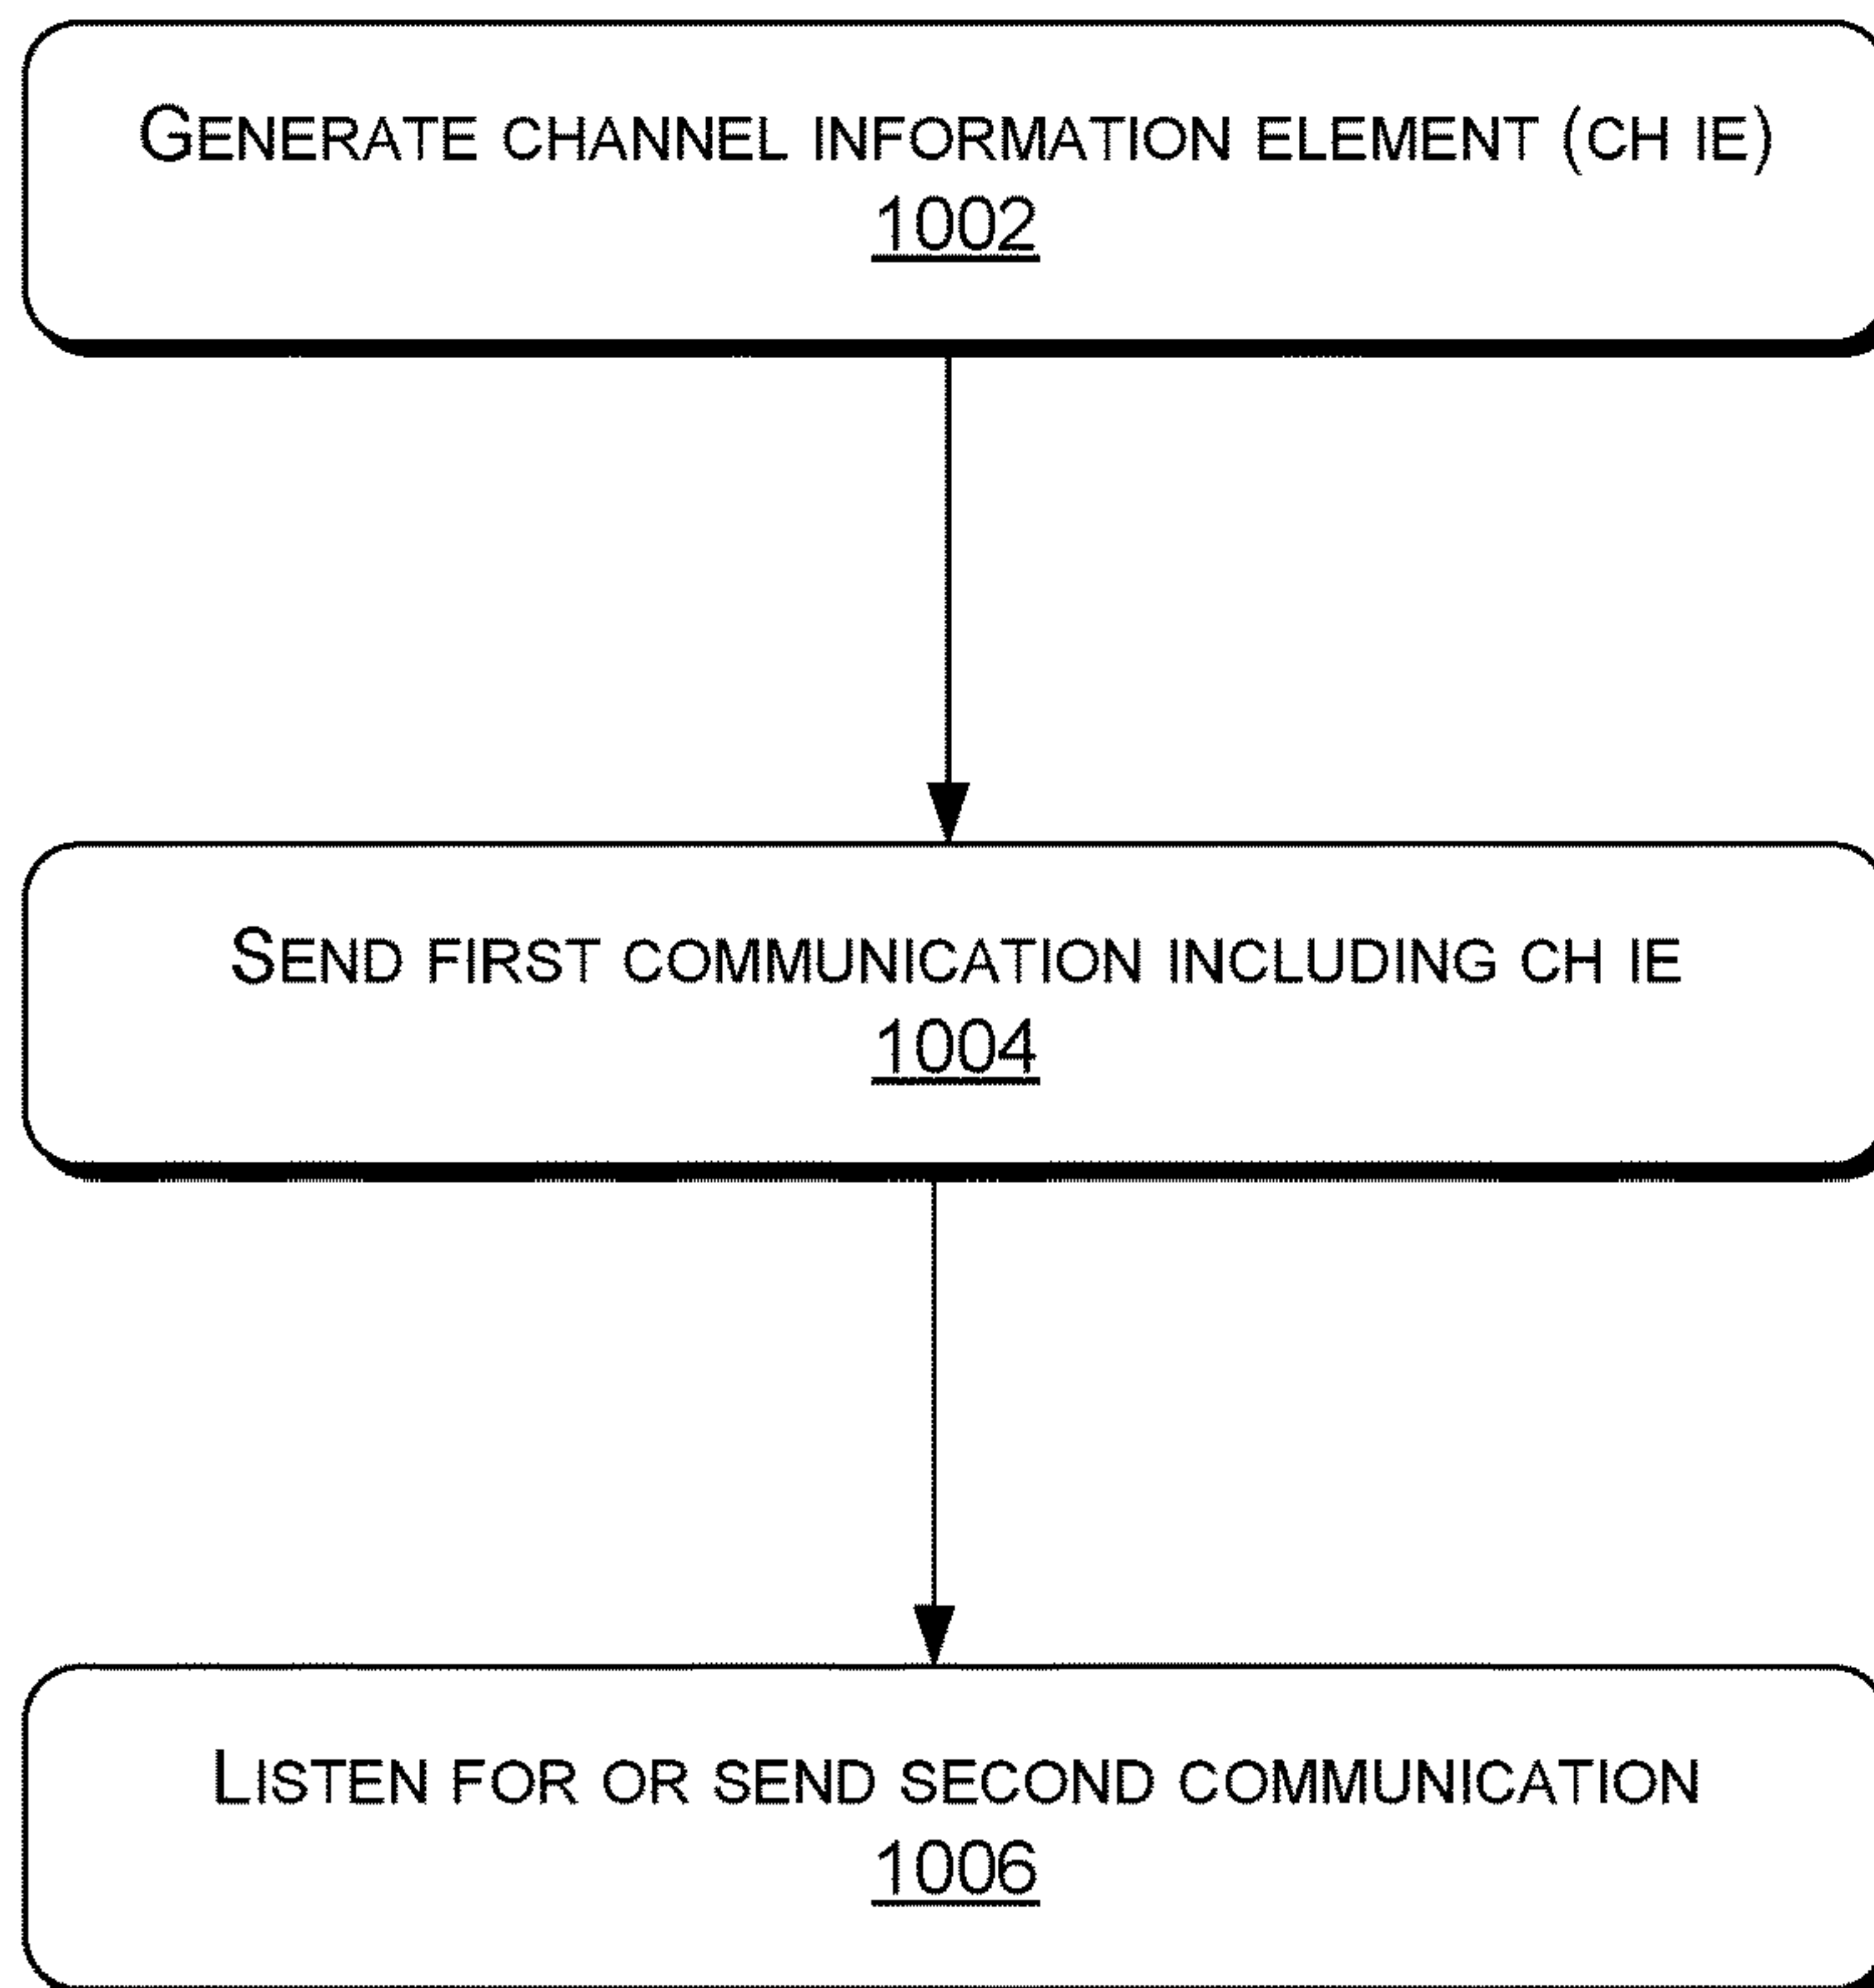 GENERATE CHANNEL INFORMATION ELEMENT (CH IE)
1002
SEND FIRST COMMUNICATION INCLUDING CH IE
1004
LISTEN FOR OR SEND SECOND COMMUNICATION
1006